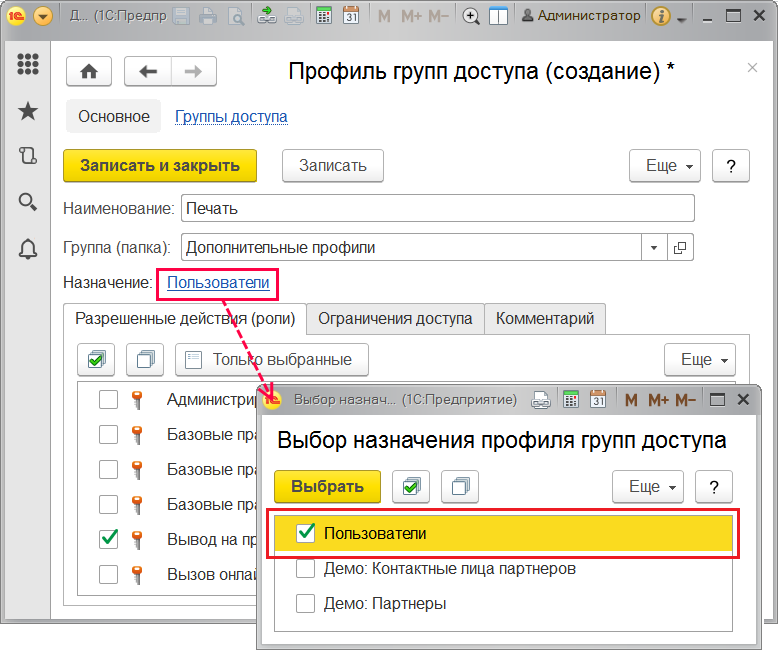 Д... (1С:Предпр M M+ M- Администратор
Профиль групп доступа (создание) *
Основное Группы доступа
Записать и закрыть Записать Еще ?
Наименование: Печать
Группа (папка): Дополнительные профили
Назначение: Пользователи
Разрешенные действия (роли) Ограничения доступа Комментарий
Только выбранные Еще
Администрир
Базовые пра
Базовые пра
Базовые пра
Вывод на пр
Вызов онлай
Выбор назнач... (1С:Предприятие) M M+ M-
Выбор назначения профиля групп доступа
Выбрать Еще ?
Пользователи
Демо: Контактные лица партнеров
Демо: Партнеры